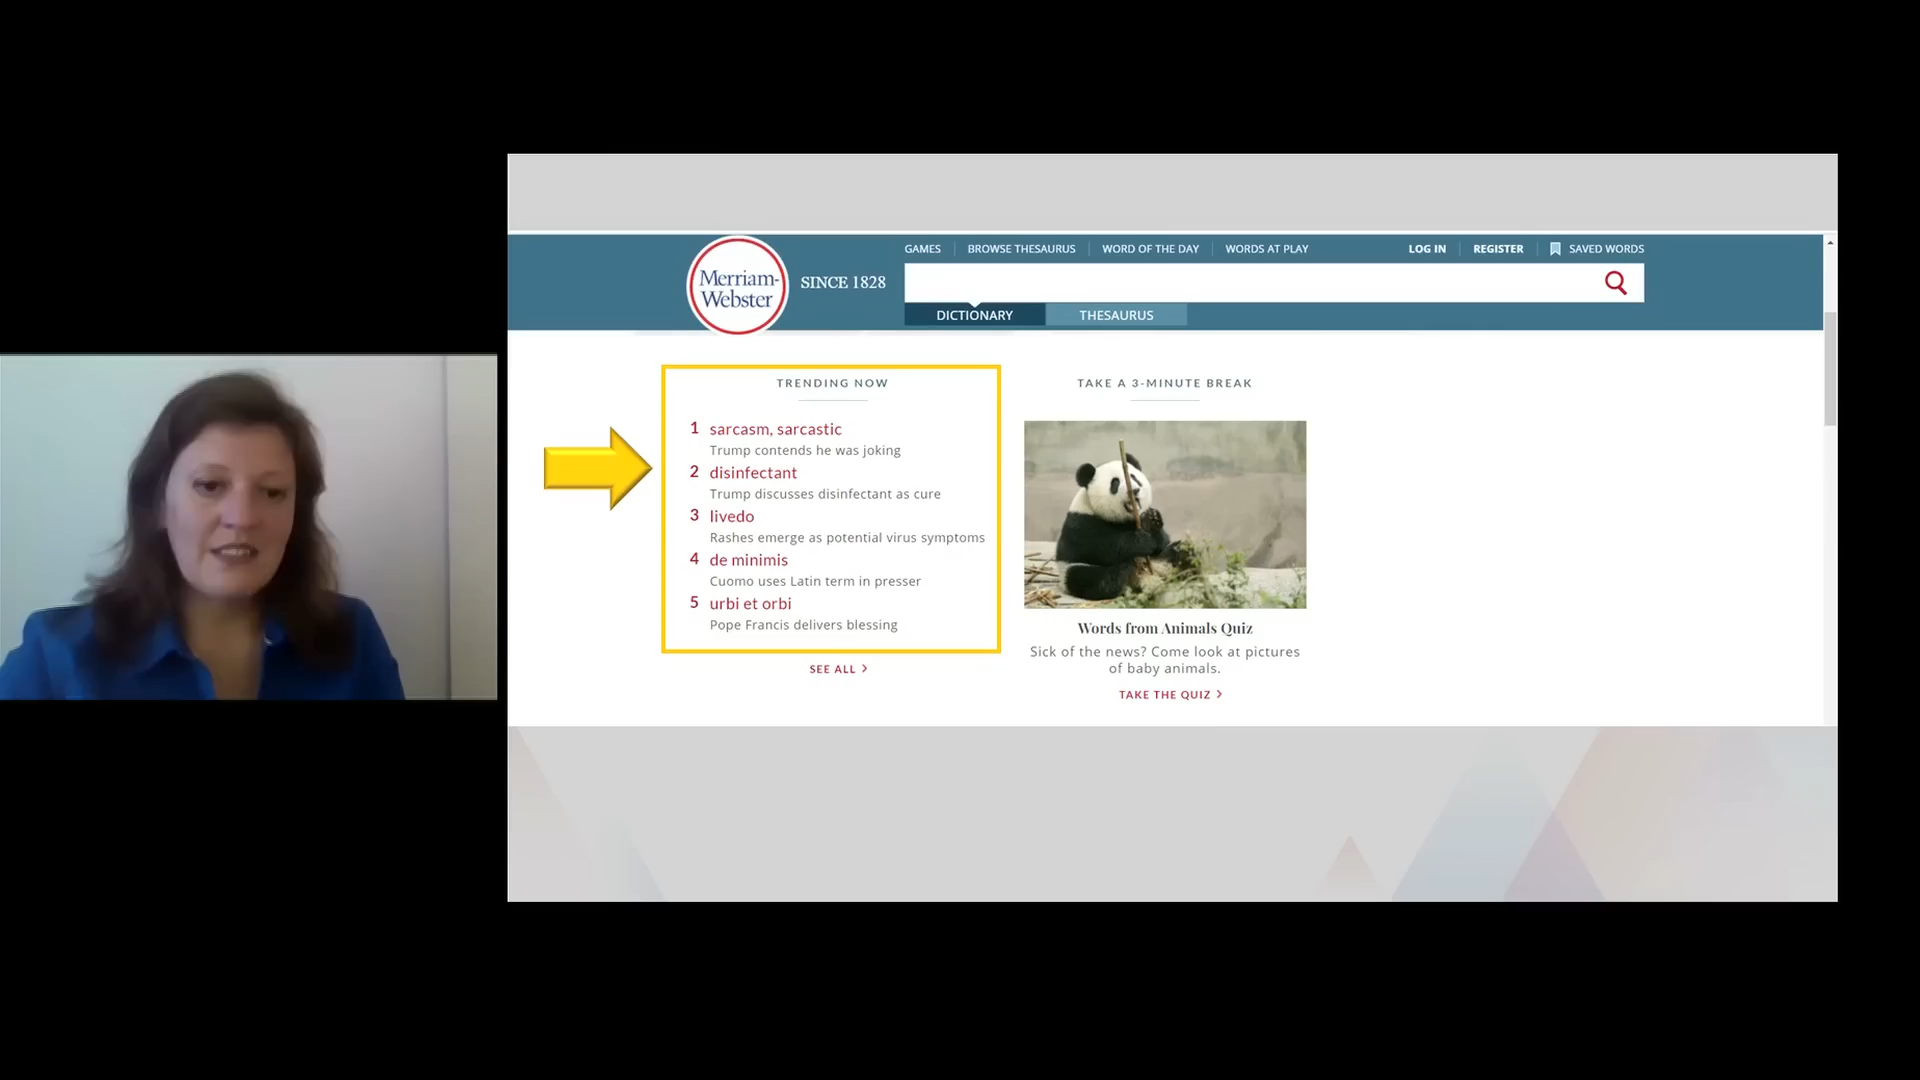 GAMES
BROWSE THESAURUS
WORD OF THE DAY
WORDS AT PLAY
LOG IN
REGISTER
SAVED WORDS
Merriam-
Webster
SINCE 1828
DICTIONARY
THESAURUS
TRENDING NOW
1 sarcasm, sarcastic
Trump contends he was joking
2 disinfectant
Trump discusses disinfectant as cure
3 livedo
Rashes emerge as potential virus symptoms
4 de minimis
Cuomo uses Latin term in presser
5 urbi et orbi
Pope Francis delivers blessing
SEE ALL >
TAKE A 3-MINUTE BREAK
Words from Animals Quiz
Sick of the news? Come look at pictures
of baby animals.
TAKE THE QUIZ >